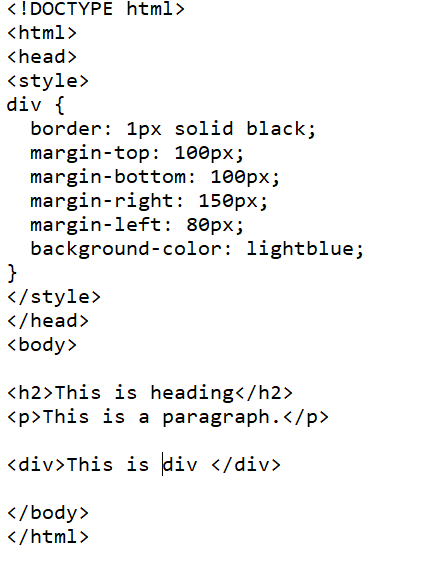 <!DOCTYPE html>
<html>
<head>
<style>
div {
  border: 1px solid black;
  margin-top: 100px;
  margin-bottom: 100px;
  margin-right: 150px;
  margin-left: 80px;
  background-color: lightblue;
}
</style>
</head>
<body>

<h2>This is heading</h2>
<p>This is a paragraph.</p>

<div>This is div </div>

</body>
</html>